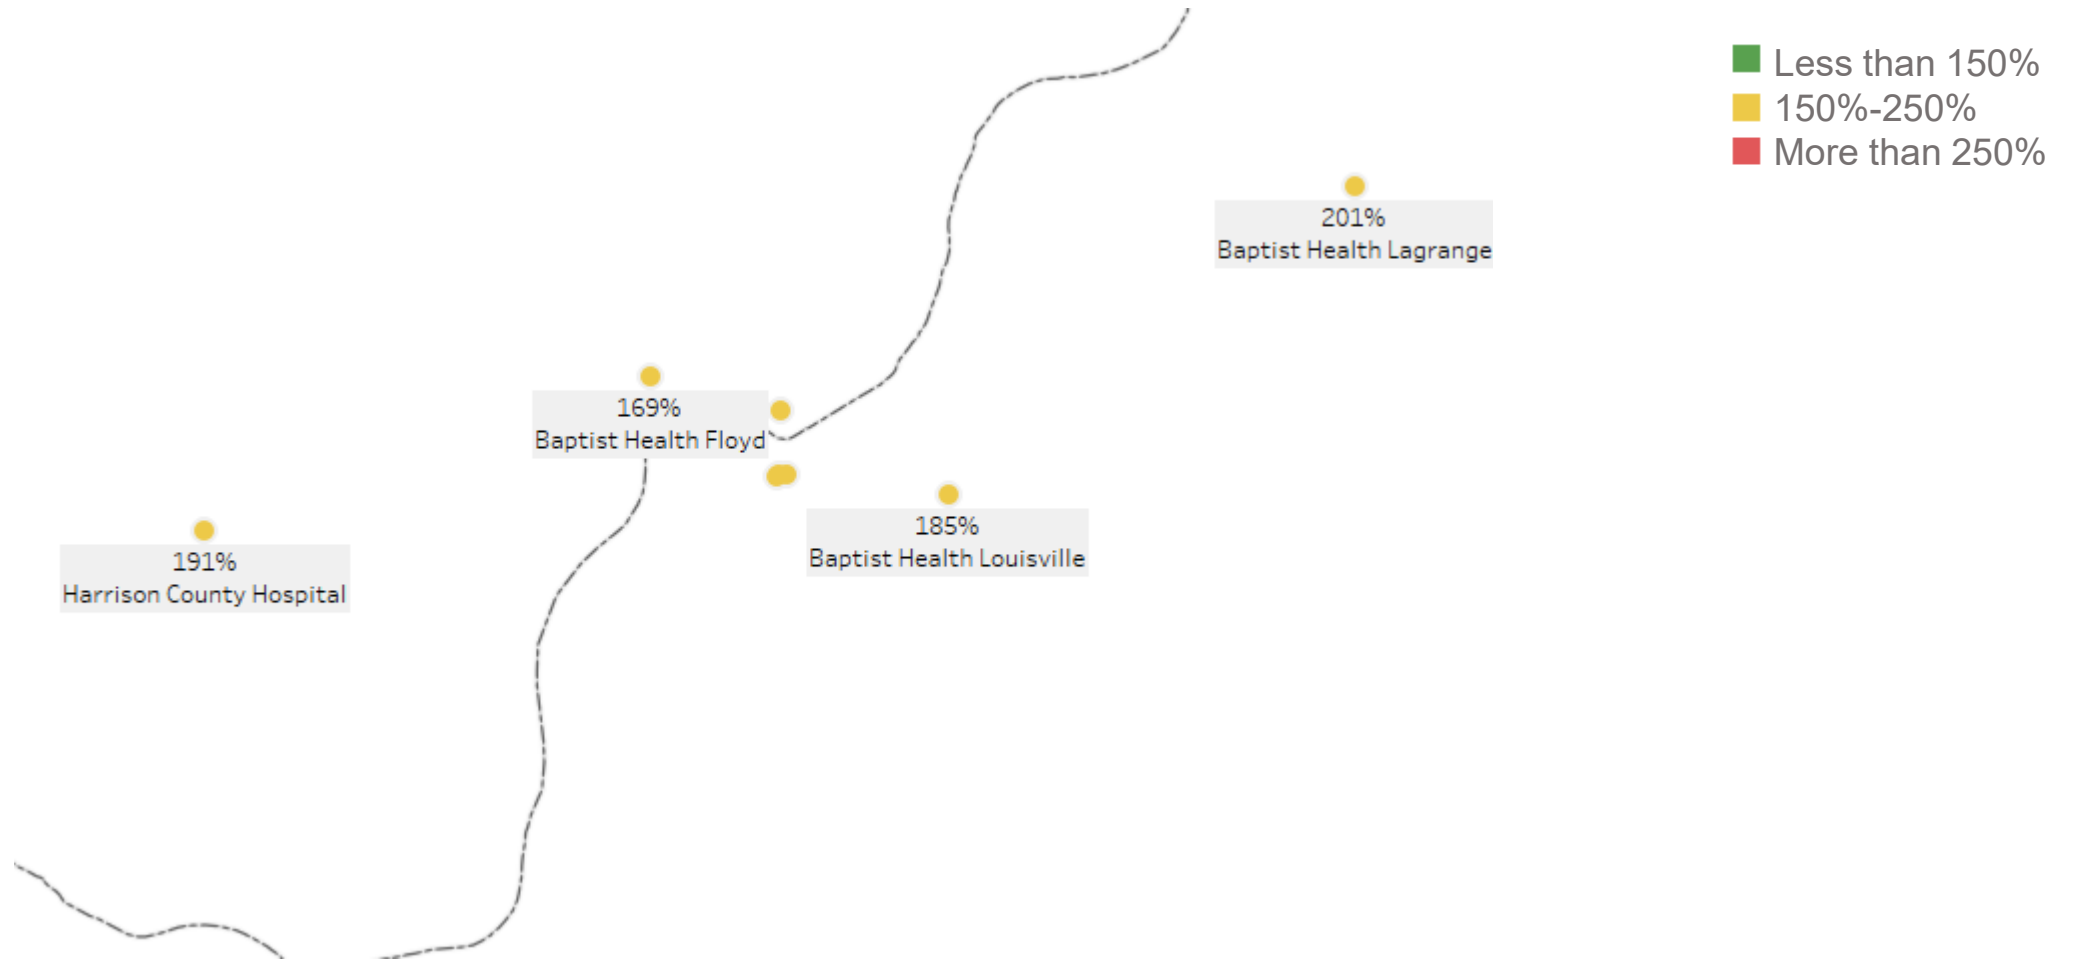 Less than 150%
150%-250%
More than 250%
201%
Baptist Health Lagrange
169%
Baptist Health Floyd
185%
Baptist Health Louisville
191%
Harrison County Hospital